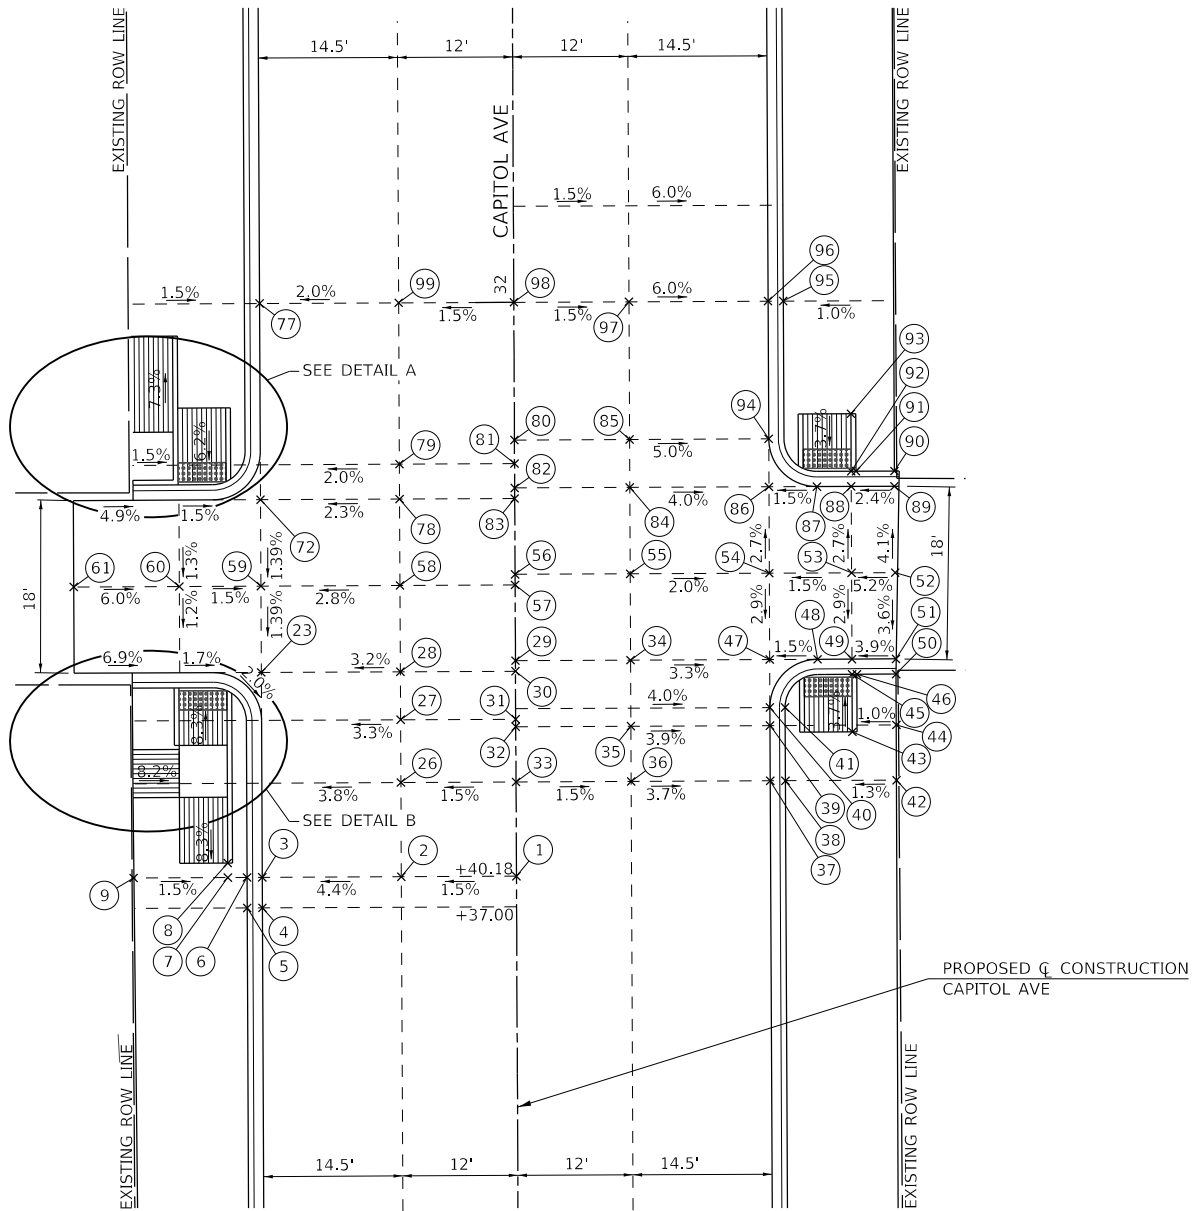 EXISTING ROW LINE
EXISTING ROW LINE
14.5' 12' 12' 14.5'
CAPITOL AVE
32
1.5% 6.0%
96
95
1.5% 2.0% 99 98 6.0%
77 1.5% 1.5% 97 1.0%
93
92
91
90
SEE DETAIL A
7.3%
6.2%
1.5%
3.7%
94
79 81 80 85
82 5.0%
2.0%
83 4.0% 1.5% 2.4%
4.9% 1.5% 2.3% 78 84 86 87 88 89
72
18'
1.3% 1.39% 2.7% 2.7% 4.1% 18'
61 60 59 58 56 55 54 53 52
6.0% 1.5% 2.8% 57 2.0% 1.5% 5.2%
1.2% 1.39% 2.9% 2.9% 3.6%
23 48 51
6.9% 1.7% 3.2% 28 29 34 47 1.5% 49 3.9% 50
2.0% 30 3.3%
27 31 4.0% 46
8.3% 3.3% 32 3.7% 1.0% 45
35 3.9% 41 43 44
8.2% 26 33 36 39 40 1.3% 42
3.8% 1.5% 1.5% 3.7% 38
SEE DETAIL B 37
8.3%
3 2 +40.18 1
9 1.5% 4.4% 1.5%
8 +37.00
7 6 4
5
PROPOSED ℄ CONSTRUCTION
CAPITOL AVE
EXISTING ROW LINE
EXISTING ROW LINE
14.5' 12' 12' 14.5'